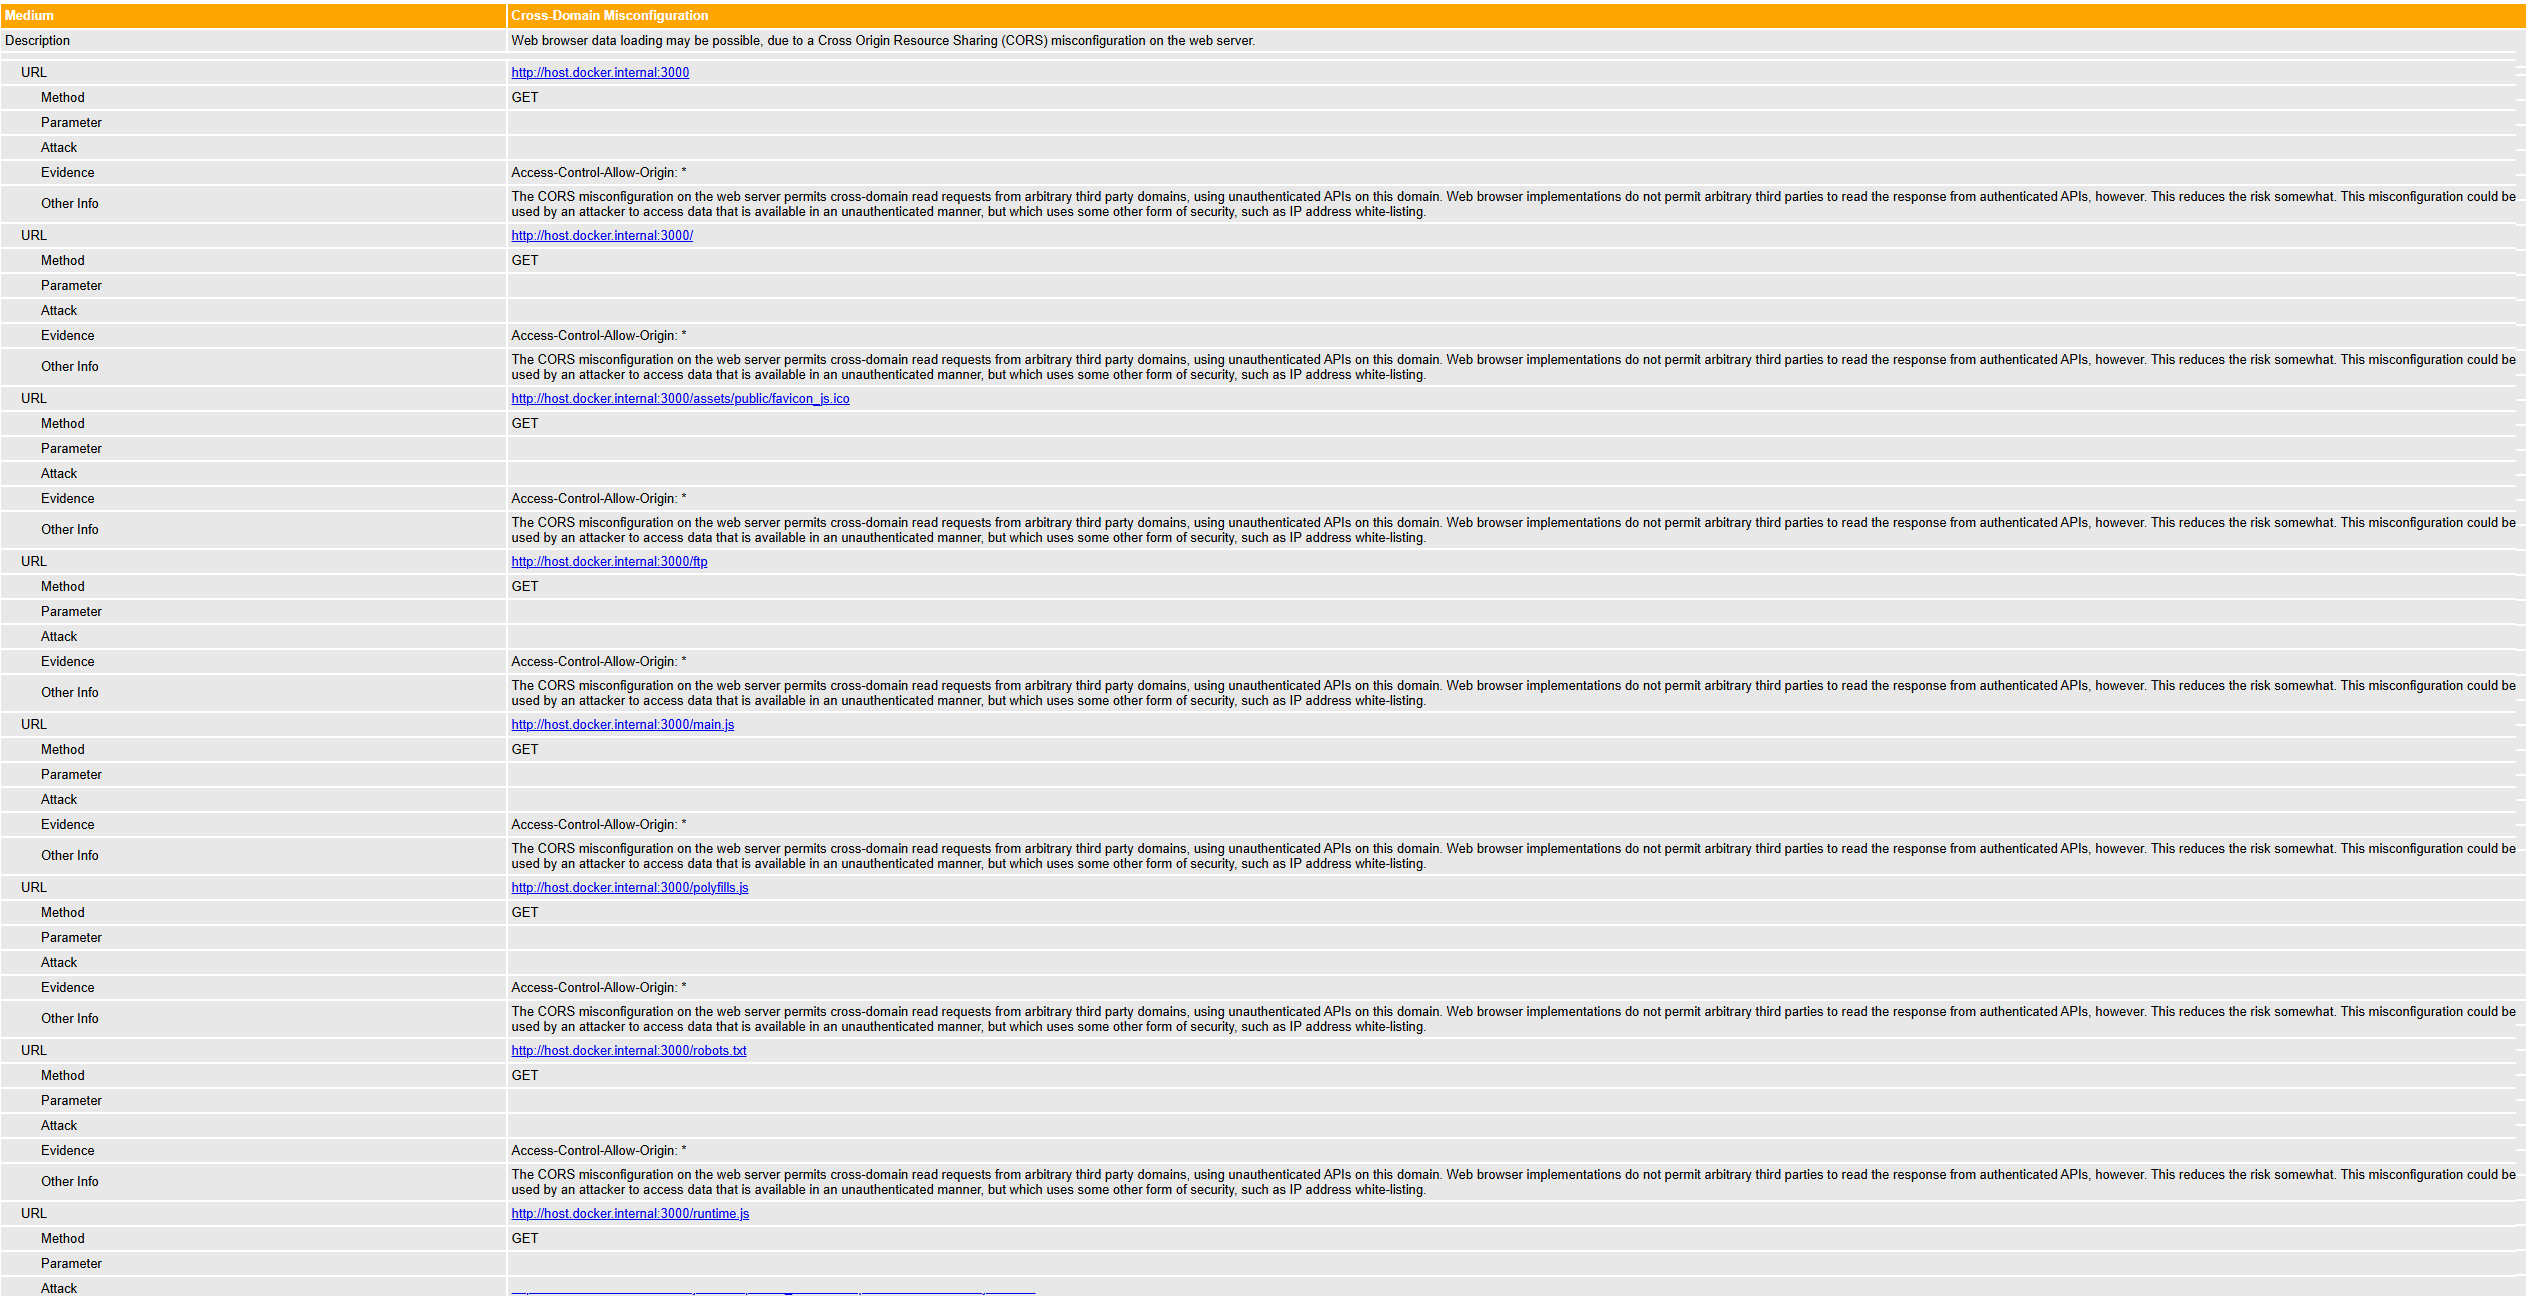 Medium Cross-Domain Misconfiguration
Description Web browser data loading may be possible, due to a Cross Origin Resource Sharing (CORS) misconfiguration on the web server.
URL http://host.docker.internal:3000
Method GET
Parameter
Attack
Evidence Access-Control-Allow-Origin: *
Other Info The CORS misconfiguration on the web server permits cross-domain read requests from arbitrary third party domains, using unauthenticated APIs on this domain. Web browser implementations do not permit arbitrary third parties to read the response from authenticated APIs, however. This reduces the risk somewhat. This misconfiguration could be
used by an attacker to access data that is available in an unauthenticated manner, but which uses some other form of security, such as IP address white-listing.
URL http://host.docker.internal:3000/
Method GET
Parameter
Attack
Evidence Access-Control-Allow-Origin: *
Other Info The CORS misconfiguration on the web server permits cross-domain read requests from arbitrary third party domains, using unauthenticated APIs on this domain. Web browser implementations do not permit arbitrary third parties to read the response from authenticated APIs, however. This reduces the risk somewhat. This misconfiguration could be
used by an attacker to access data that is available in an unauthenticated manner, but which uses some other form of security, such as IP address white-listing.
URL http://host.docker.internal:3000/assets/public/favicon_js.ico
Method GET
Parameter
Attack
Evidence Access-Control-Allow-Origin: *
Other Info The CORS misconfiguration on the web server permits cross-domain read requests from arbitrary third party domains, using unauthenticated APIs on this domain. Web browser implementations do not permit arbitrary third parties to read the response from authenticated APIs, however. This reduces the risk somewhat. This misconfiguration could be
used by an attacker to access data that is available in an unauthenticated manner, but which uses some other form of security, such as IP address white-listing.
URL http://host.docker.internal:3000/ftp
Method GET
Parameter
Attack
Evidence Access-Control-Allow-Origin: *
Other Info The CORS misconfiguration on the web server permits cross-domain read requests from arbitrary third party domains, using unauthenticated APIs on this domain. Web browser implementations do not permit arbitrary third parties to read the response from authenticated APIs, however. This reduces the risk somewhat. This misconfiguration could be
used by an attacker to access data that is available in an unauthenticated manner, but which uses some other form of security, such as IP address white-listing.
URL http://host.docker.internal:3000/main.js
Method GET
Parameter
Attack
Evidence Access-Control-Allow-Origin: *
Other Info The CORS misconfiguration on the web server permits cross-domain read requests from arbitrary third party domains, using unauthenticated APIs on this domain. Web browser implementations do not permit arbitrary third parties to read the response from authenticated APIs, however. This reduces the risk somewhat. This misconfiguration could be
used by an attacker to access data that is available in an unauthenticated manner, but which uses some other form of security, such as IP address white-listing.
URL http://host.docker.internal:3000/polyfills.js
Method GET
Parameter
Attack
Evidence Access-Control-Allow-Origin: *
Other Info The CORS misconfiguration on the web server permits cross-domain read requests from arbitrary third party domains, using unauthenticated APIs on this domain. Web browser implementations do not permit arbitrary third parties to read the response from authenticated APIs, however. This reduces the risk somewhat. This misconfiguration could be
used by an attacker to access data that is available in an unauthenticated manner, but which uses some other form of security, such as IP address white-listing.
URL http://host.docker.internal:3000/robots.txt
Method GET
Parameter
Attack
Evidence Access-Control-Allow-Origin: *
Other Info The CORS misconfiguration on the web server permits cross-domain read requests from arbitrary third party domains, using unauthenticated APIs on this domain. Web browser implementations do not permit arbitrary third parties to read the response from authenticated APIs, however. This reduces the risk somewhat. This misconfiguration could be
used by an attacker to access data that is available in an unauthenticated manner, but which uses some other form of security, such as IP address white-listing.
URL http://host.docker.internal:3000/runtime.js
Method GET
Parameter
Attack